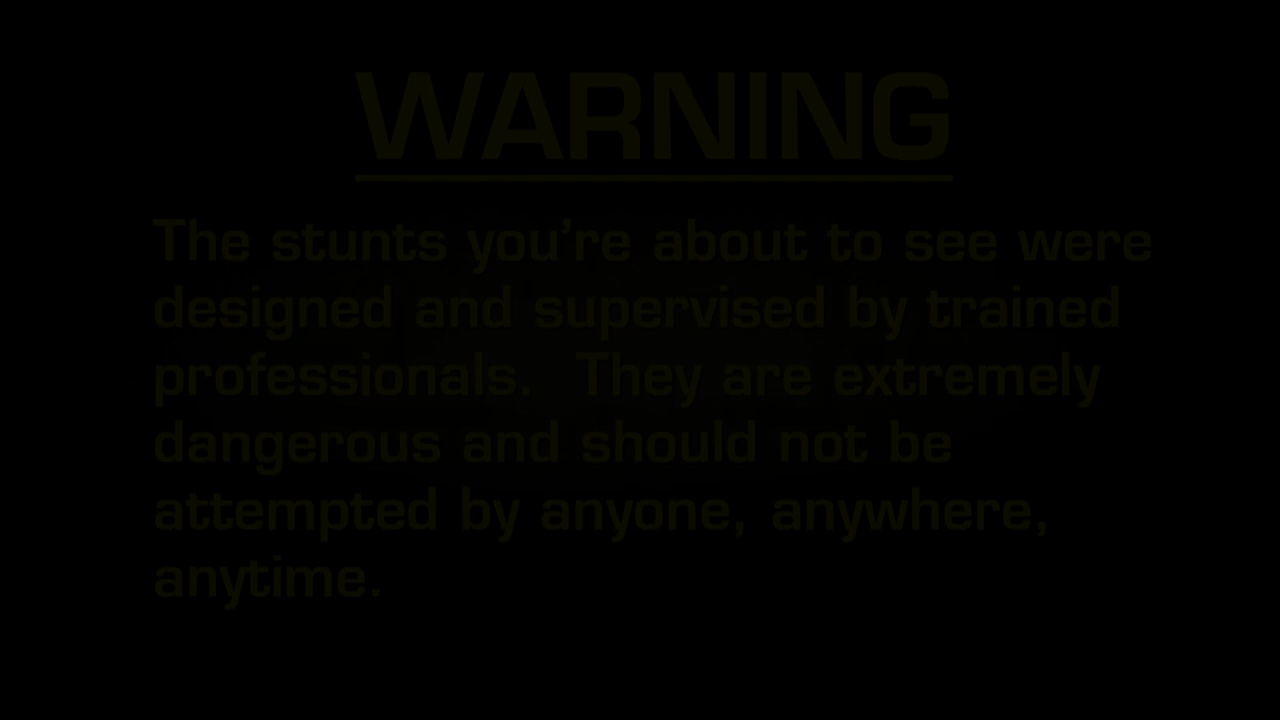 WARNING
The stunts you’re about to see were
designed and supervised by trained
professionals.  They are extremely
dangerous and should not be
attempted by anyone, anywhere,
anytime.